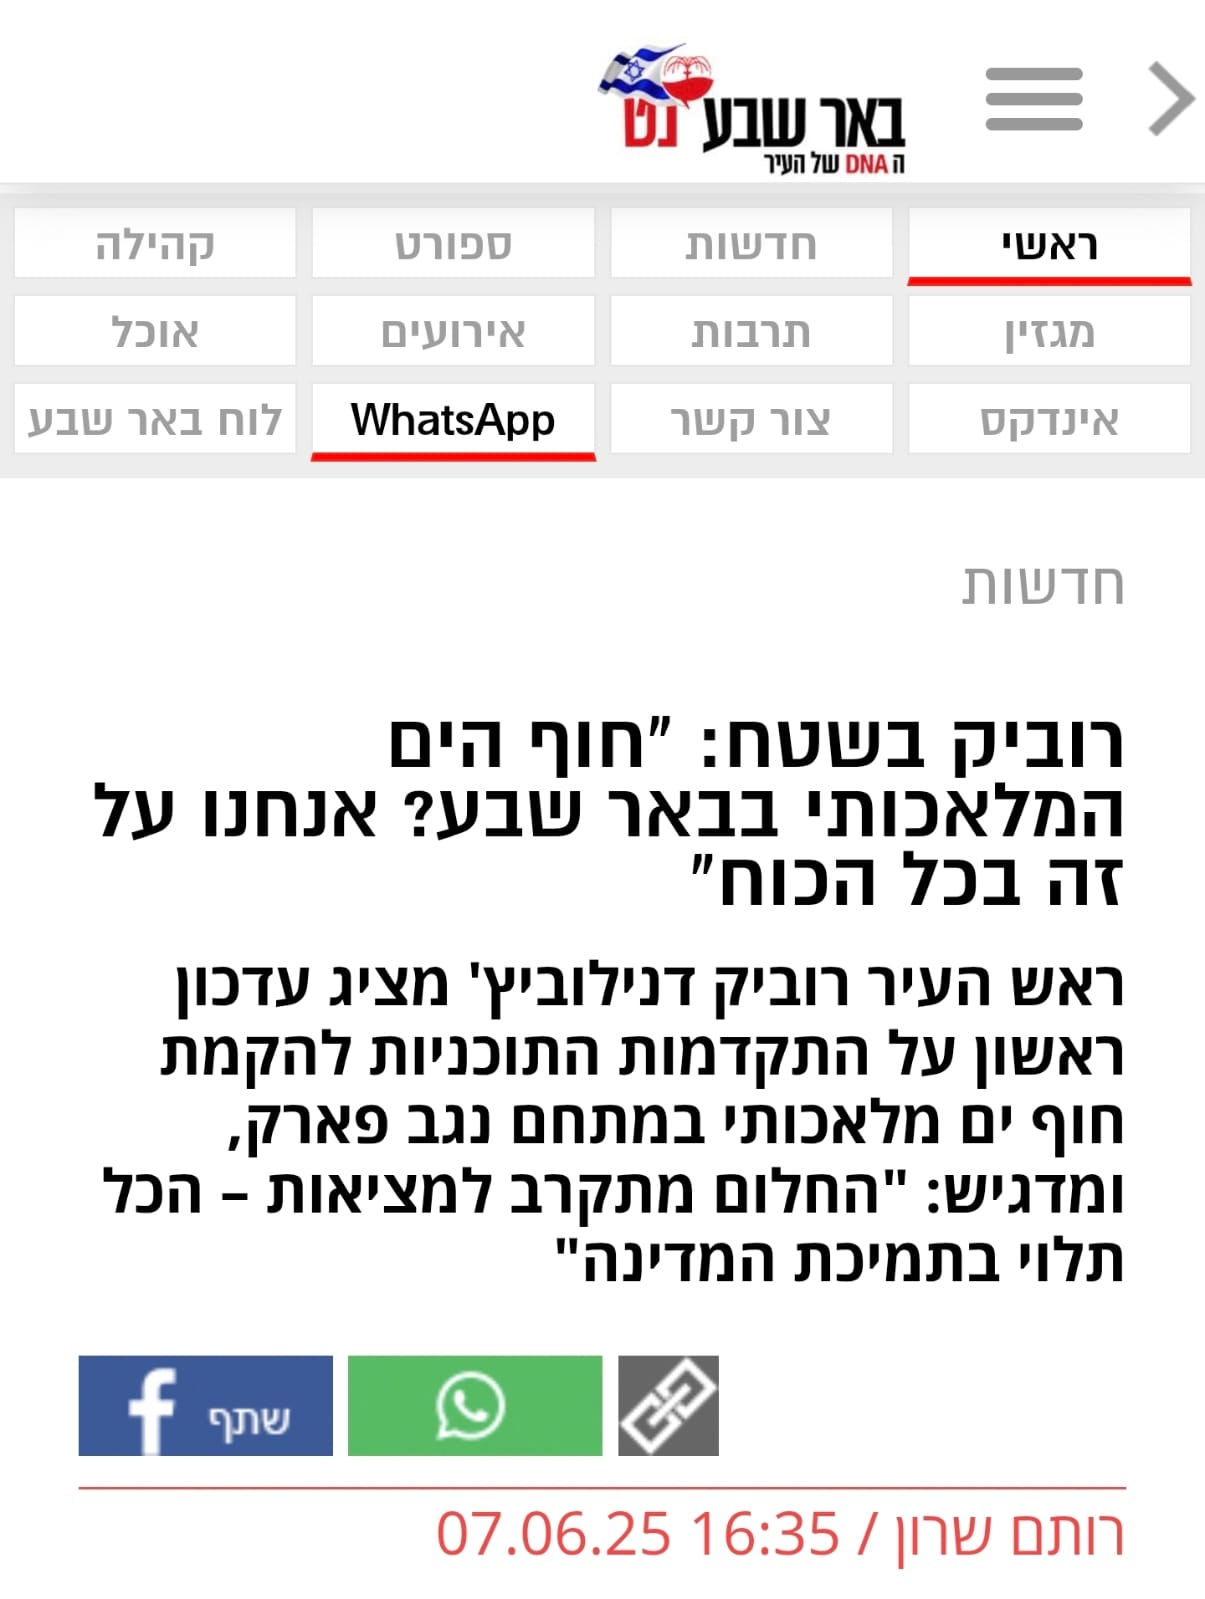 באר שבע נט
ה DNA של העיר
ראשי
חדשות
ספורט
קהילה
מגזין
תרבות
אירועים
אוכל
אינדקס
צור קשר
WhatsApp
לוח באר שבע
חדשות
רוביק בשטח: "חוף הים
המלאכותי בבאר שבע? אנחנו על
זה בכל הכוח"
ראש העיר רוביק דנילוביץ' מציג עדכון
ראשון על התקדמות התוכניות להקמת
חוף ים מלאכותי במתחם נגב פארק,
ומדגיש: "החלום מתקרב למציאות – הכל
תלוי בתמיכת המדינה"
שתף
רותם שרון / 16:35 07.06.25